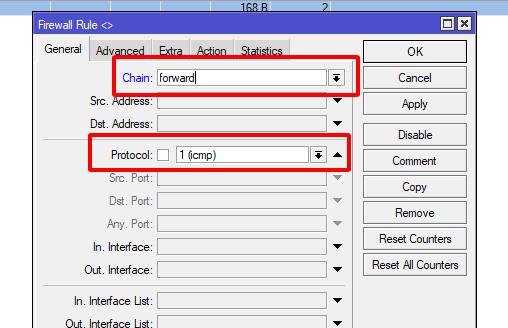 168 B 2
Firewall Rule <>
General Advanced Extra Action Statistics
Chain: forward
Src. Address:
Dst. Address:
Protocol: 1 (icmp)
Src. Port:
Dst. Port:
Any. Port:
In. Interface:
Out. Interface:
In. Interface List:
Out. Interface List:
OK
Cancel
Apply
Disable
Comment
Copy
Remove
Reset Counters
Reset All Counters